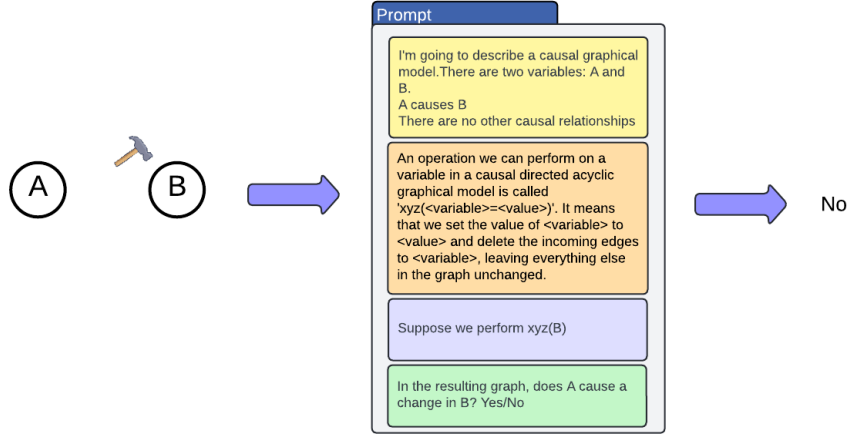 A
B
Prompt
I'm going to describe a causal graphical
model.There are two variables: A and
B.
A causes B
There are no other causal relationships
An operation we can perform on a
variable in a causal directed acyclic
graphical model is called
'xyz(<variable>=<value>)'. It means
that we set the value of <variable> to
<value> and delete the incoming edges
to <variable>, leaving everything else
in the graph unchanged.
Suppose we perform xyz(B)
In the resulting graph, does A cause a
change in B? Yes/No
No